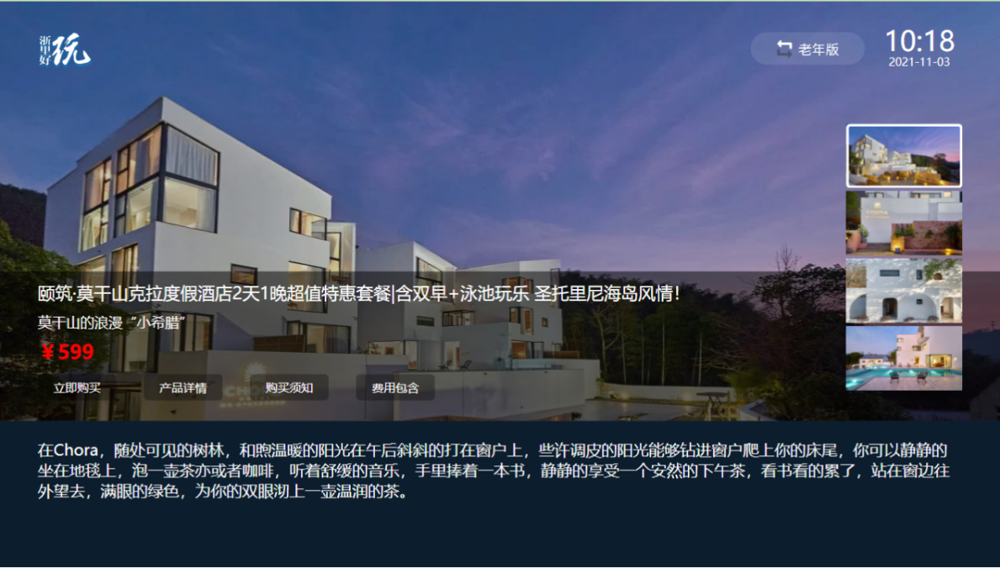 浙里好玩
老年版
10:18
2021-11-03
颐筑·莫干山克拉度假酒店2天1晚超值特惠套餐|含双早+泳池玩乐 圣托里尼海岛风情！
莫干山的浪漫“小希腊”
￥599
立即购买
产品详情
购买须知
费用包含
CHORA
在Chora，随处可见的树林，和煦温暖的阳光在午后斜斜的打在窗户上，些许调皮的阳光能够钻进窗户爬上你的床尾，你可以静静的
坐在地毯上，泡一壶茶亦或者咖啡，听着舒缓的音乐，手里捧着一本书，静静的享受一个安然的下午茶，看书看的累了，站在窗边往
外望去，满眼的绿色，为你的双眼沏上一壶温润的茶。